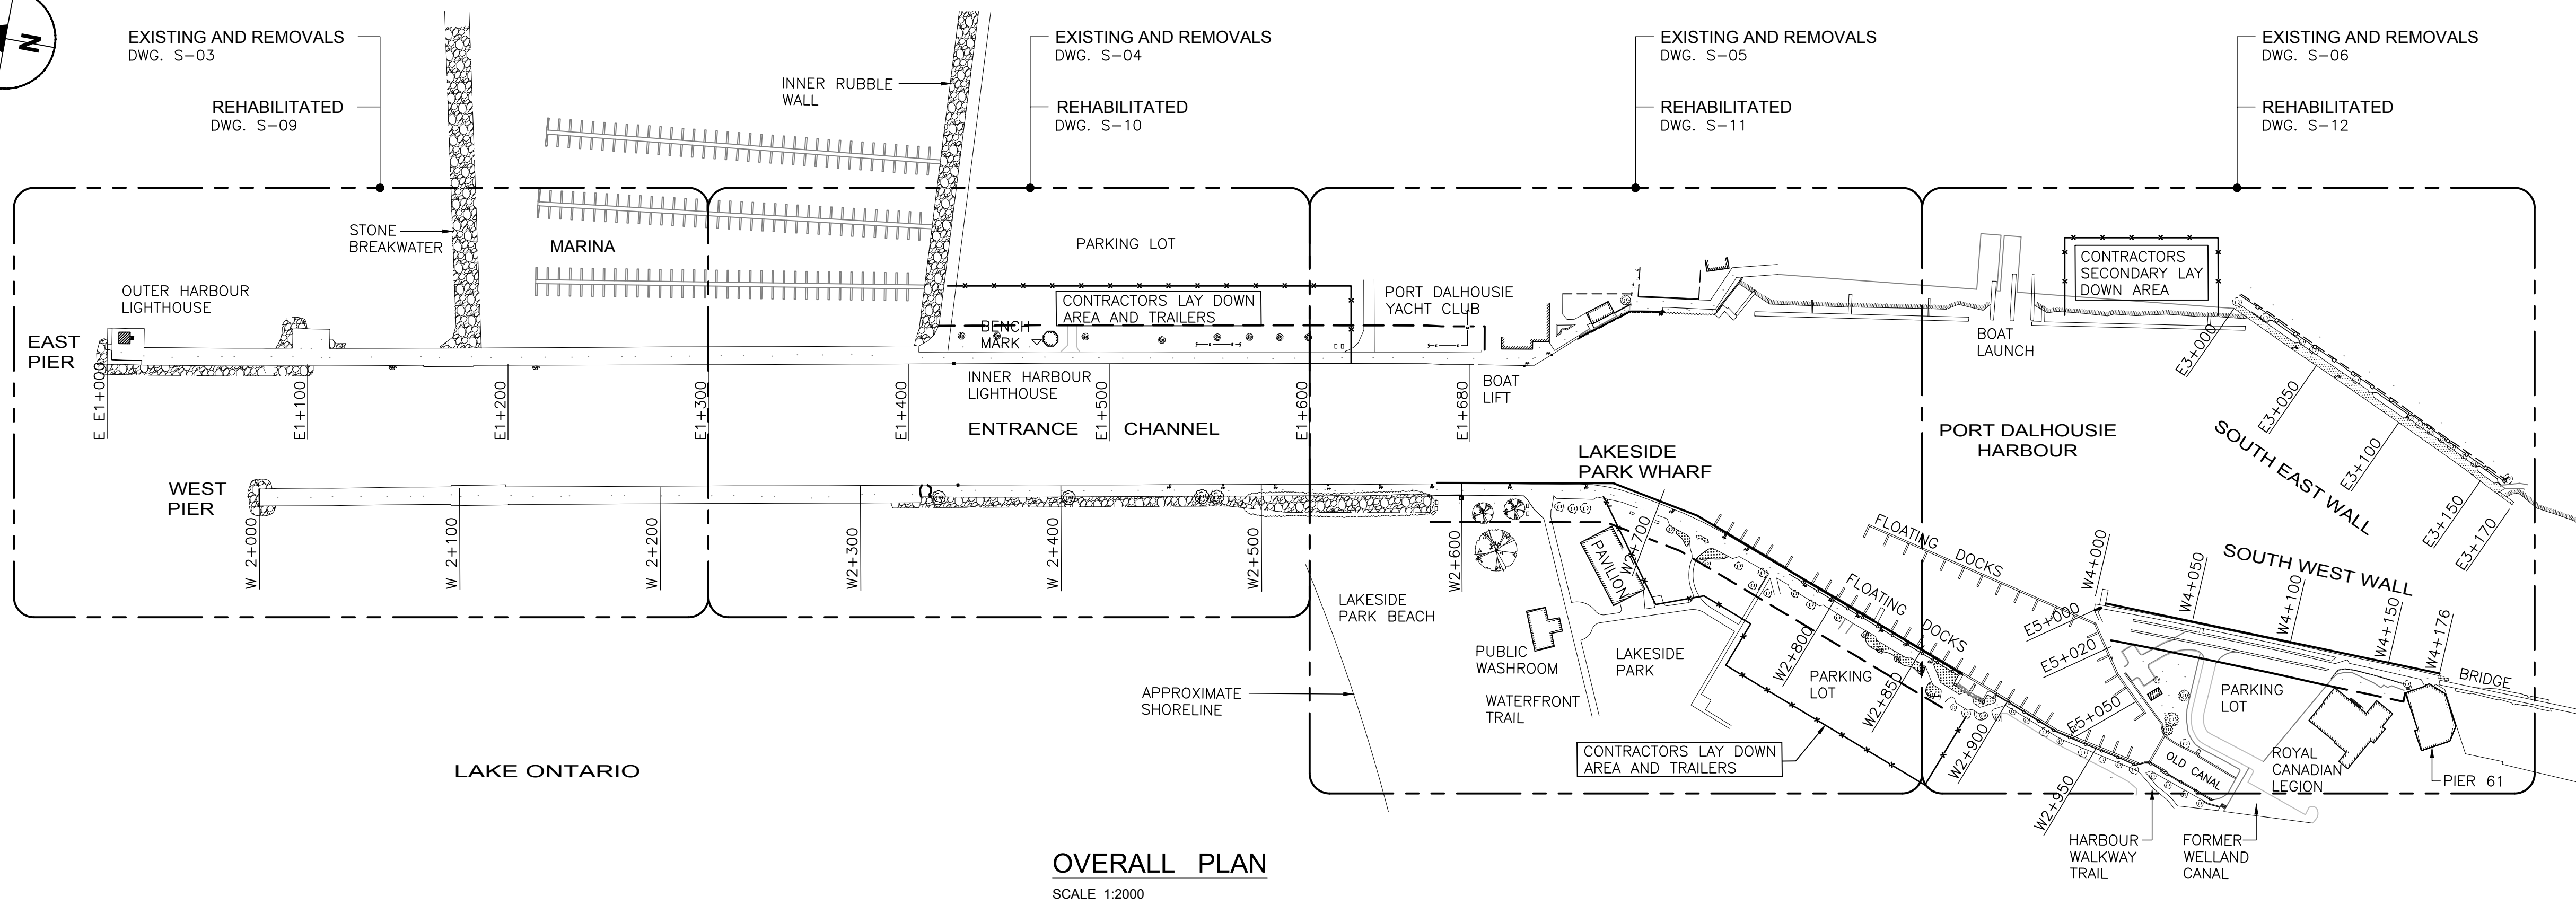 N
EXISTING AND REMOVALS
DWG. S-03
REHABILITATED
DWG. S-09
EXISTING AND REMOVALS
DWG. S-04
REHABILITATED
DWG. S-10
EXISTING AND REMOVALS
DWG. S-05
REHABILITATED
DWG. S-11
EXISTING AND REMOVALS
DWG. S-06
REHABILITATED
DWG. S-12
INNER RUBBLE
WALL
STONE
BREAKWATER
MARINA
PARKING LOT
OUTER HARBOUR
LIGHTHOUSE
CONTRACTORS LAY DOWN
AREA AND TRAILERS
PORT DALHOUSIE
YACHT CLUB
CONTRACTORS
SECONDARY LAY
DOWN AREA
EAST
PIER
BENCH
MARK
INNER HARBOUR
LIGHTHOUSE
BOAT
LIFT
BOAT
LAUNCH
E E1+000
E1+100
E1+200
E1+300
E1+400
E1+500
E1+600
E1+680
E3+000
E3+050
E3+100
E3+150
E3+170
ENTRANCE CHANNEL
PORT DALHOUSIE
HARBOUR
SOUTH EAST WALL
WEST
PIER
LAKESIDE
PARK WHARF
W 2+000
W 2+100
W 2+200
W2+300
W 2+400
W2+500
W2+600
W2+700
W2+800
W2+850
W2+900
W2+950
FLOATING DOCKS
FLOATING DOCKS
SOUTH WEST WALL
W4+000
W4+050
W4+100
W4+150
W4+176
E5+000
E5+020
E5+050
PAVILION
LAKESIDE
PARK BEACH
PUBLIC
WASHROOM
LAKESIDE
PARK
WATERFRONT
TRAIL
PARKING
LOT
PARKING
LOT
BRIDGE
APPROXIMATE
SHORELINE
CONTRACTORS LAY DOWN
AREA AND TRAILERS
OLD CANAL
ROYAL
CANADIAN
LEGION
PIER 61
LAKE ONTARIO
HARBOUR
WALKWAY
TRAIL
FORMER
WELLAND
CANAL
OVERALL PLAN
SCALE 1:2000